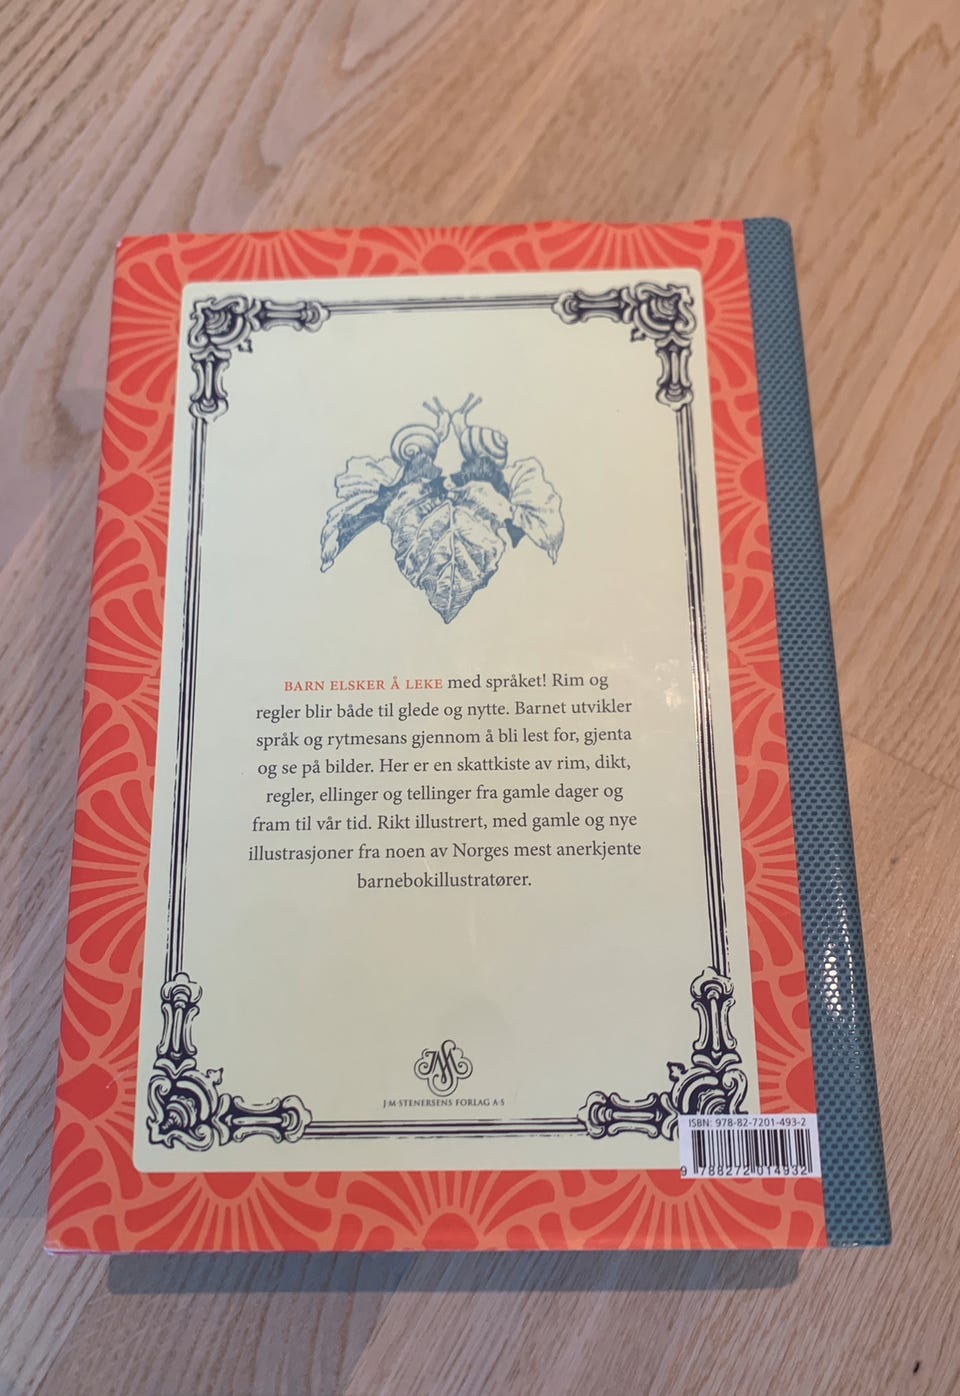 BARN ELSKER Å LEKE med språket! Rim og
regler blir både til glede og nytte. Barnet utvikler
språk og rytmesans gjennom å bli lest for, gjenta
og se på bilder. Her er en skattkiste av rim, dikt,
regler, ellinger og tellinger fra gamle dager og
fram til vår tid. Rikt illustrert, med gamle og nye
illustrasjoner fra noen av Norges mest anerkjente
barnebokillustratører.
JMS
J·M·STENERSENS FORLAG A·S
ISBN: 978-82-7201-493-2
9 788272 014932